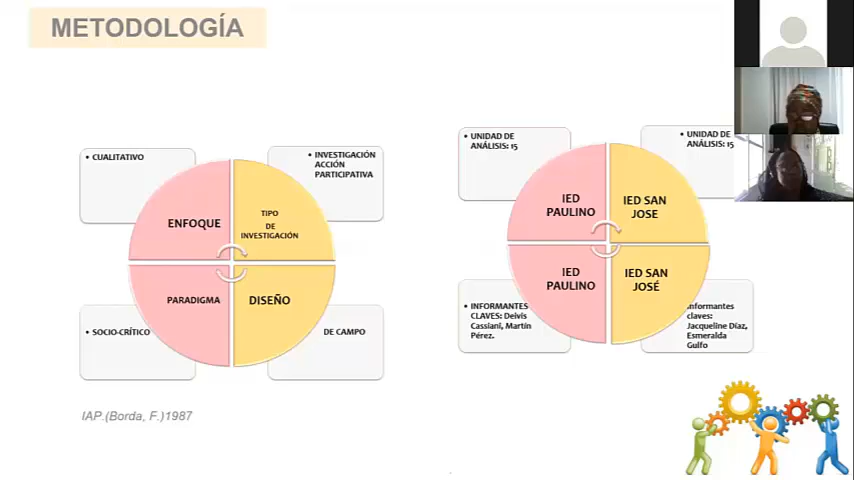 METODOLOGÍA
• CUALITATIVO
• INVESTIGACIÓN
ACCIÓN
PARTICIPATIVA
ENFOQUE
TIPO
DE
INVESTIGACIÓN
PARADIGMA
DISEÑO
• SOCIO-CRÍTICO
DE CAMPO
IAP.(Borda, F.)1987
• UNIDAD DE
ANÁLISIS: 15
• UNIDAD DE
ANÁLISIS: 15
IED
PAULINO
IED SAN
JOSE
IED
PAULINO
IED SAN
JOSÉ
• INFORMANTES
CLAVES: Deivis
Cassiani, Martín
Pérez.
informantes
claves:
Jacqueline Díaz,
Esmeralda
Gulfo